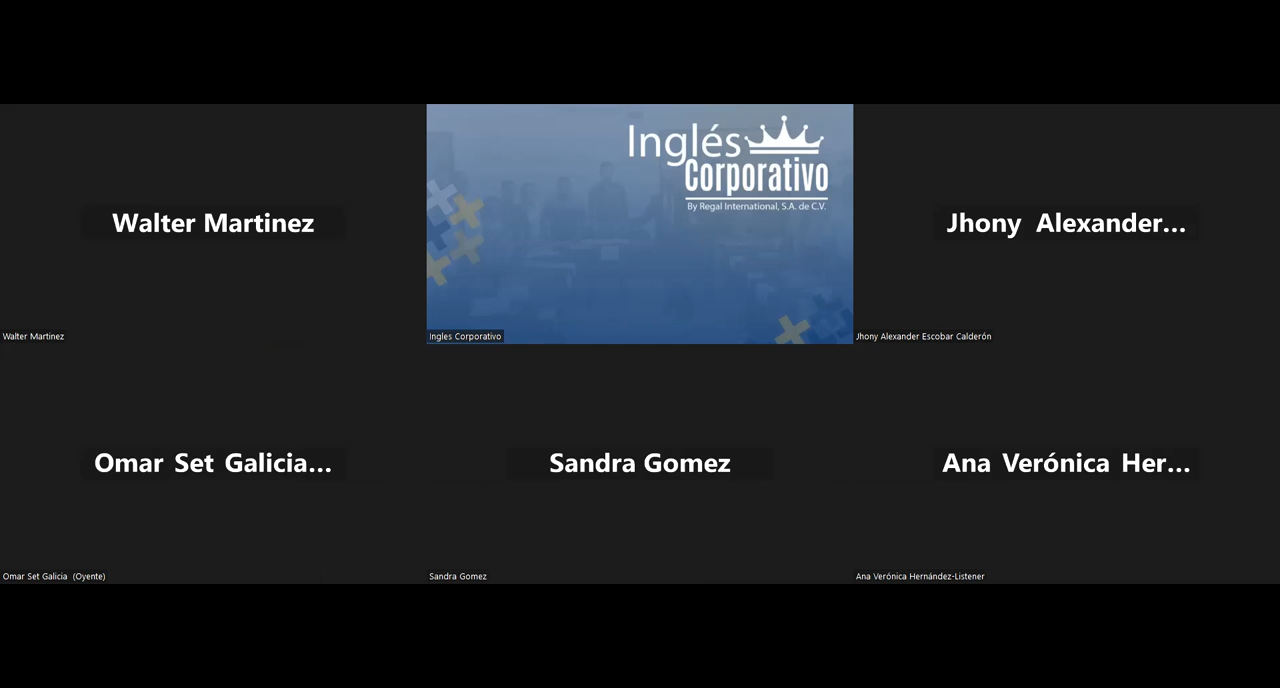 Walter Martinez
Walter Martinez
Inglés
Corporativo
By Regal International, S.A. de C.V.
Ingles Corporativo
Jhony Alexander...
Jhony Alexander Escobar Calderón
Omar Set Galicia...
Omar Set Galicia (Oyente)
Sandra Gomez
Sandra Gomez
Ana Verónica Her...
Ana Verónica Hernández-Listener